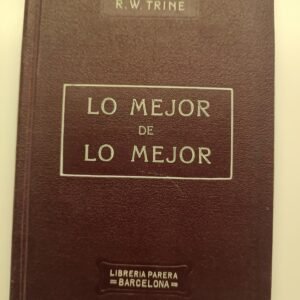 R. W. TRINE
LO MEJOR
DE
LO MEJOR
LIBRERIA PARERA
= BARCELONA =